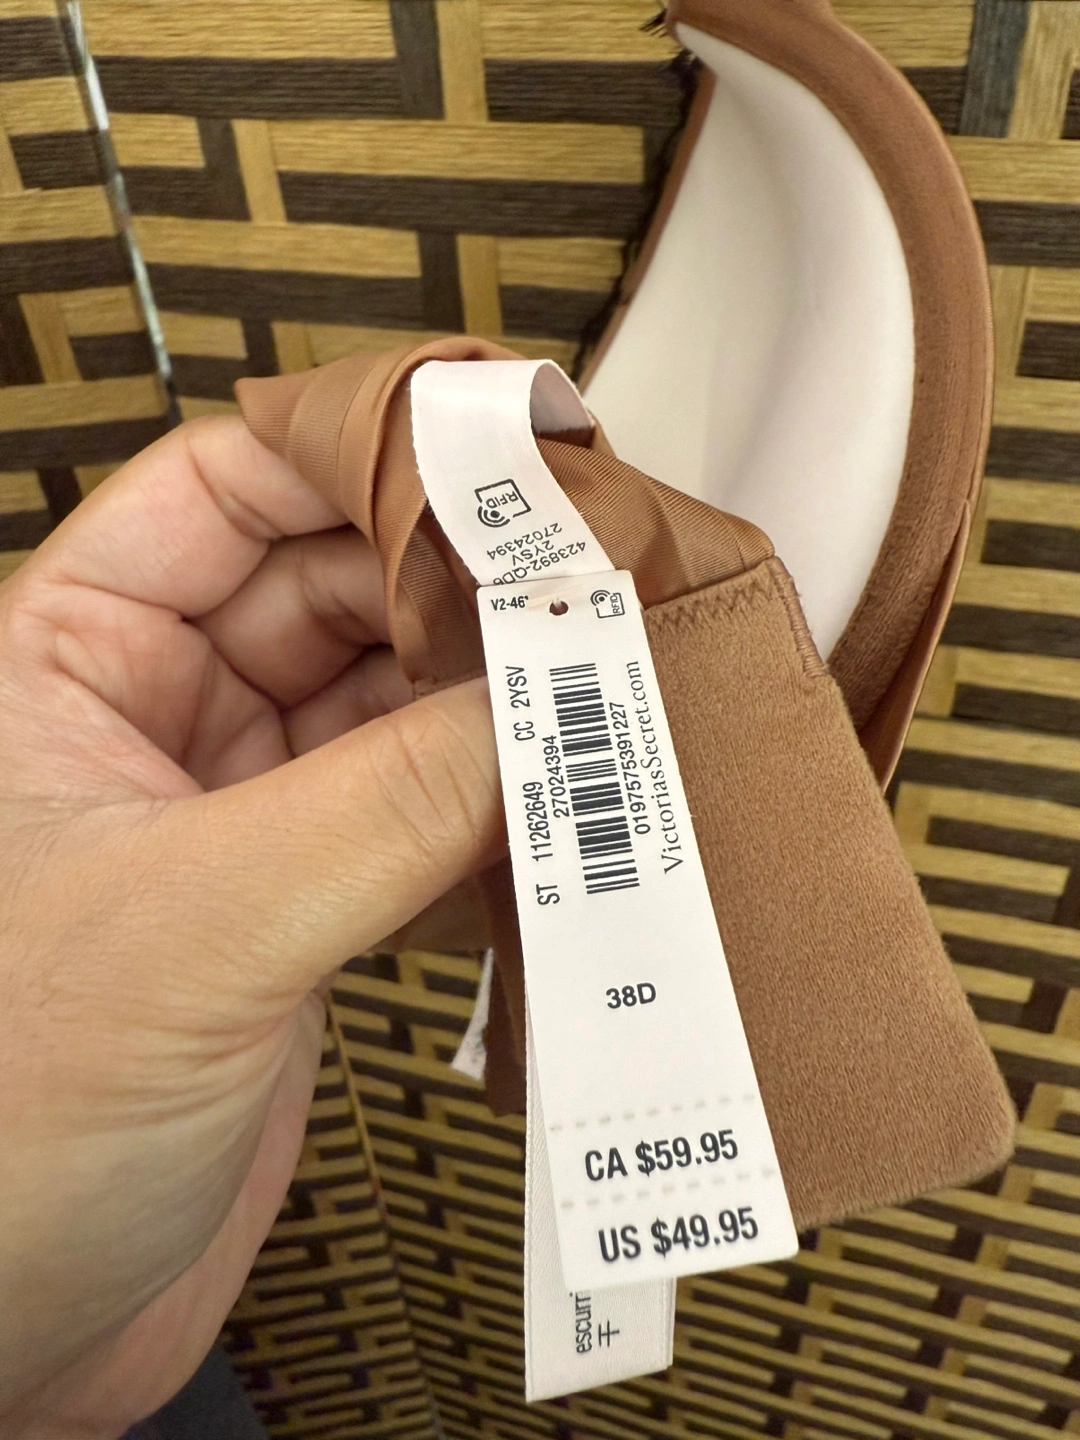 RFID
423892-QD6
2YSV
27024394
V2-46
RFID
ST 11262649 CC 2YSV
27024394
0197575391227
VictoriasSecret.com
38D
CA $59.95
US $49.95
escurri